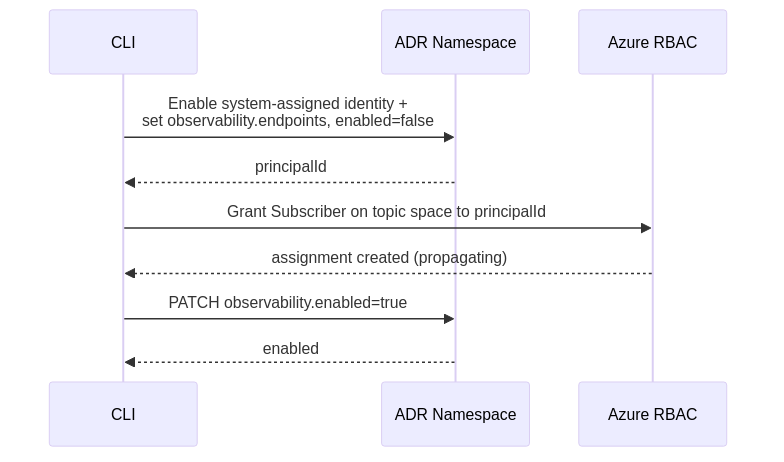 CLI
ADR Namespace
Azure RBAC
Enable system-assigned identity +
set observability.endpoints, enabled=false
principalId
Grant Subscriber on topic space to principalId
assignment created (propagating)
PATCH observability.enabled=true
enabled
CLI
ADR Namespace
Azure RBAC